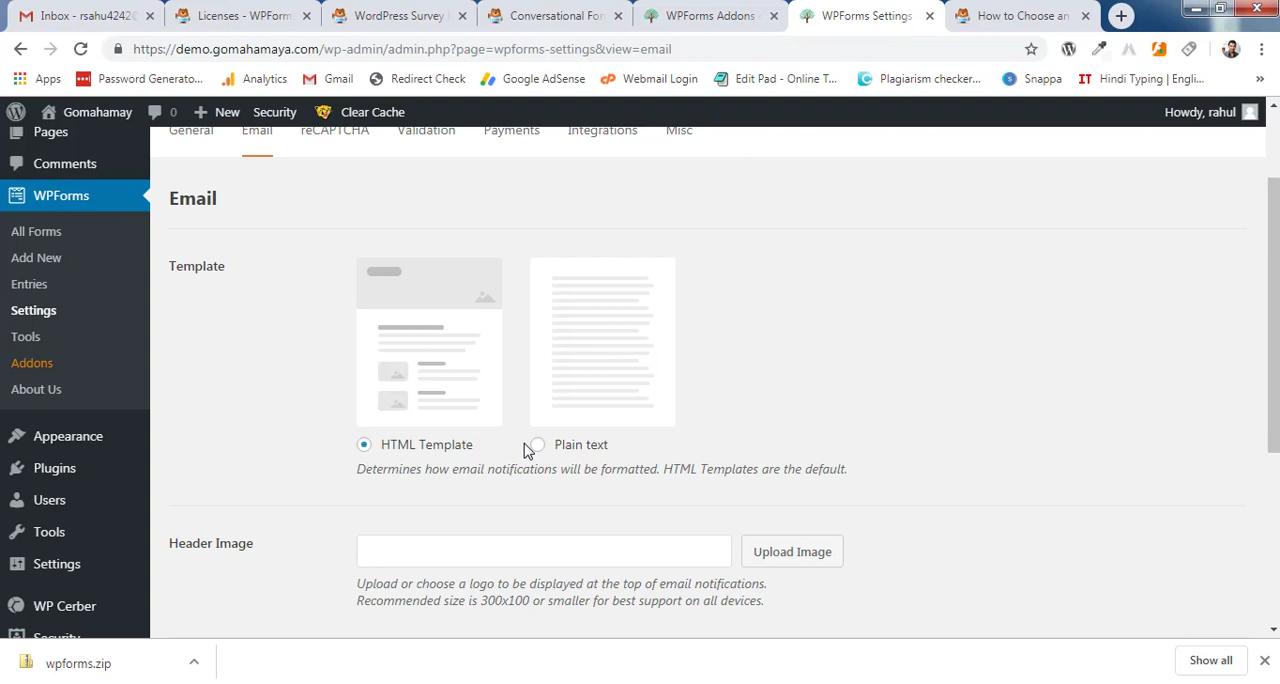 Inbox - rsahu4242@
Licenses - WPForm
WordPress Survey
Conversational For
WPForms Addons
WPForms Settings
How to Choose an
https://demo.gomahamaya.com/wp-admin/admin.php?page=wpforms-settings&view=email
Apps
Password Generato...
Analytics
Gmail
Redirect Check
Google AdSense
Webmail Login
Edit Pad - Online T...
Plagiarism checker...
Snappa
Hindi Typing | Engli...
Gomahamaya
0
New
Security
Clear Cache
Howdy, rahul
Pages
Comments
WPForms
All Forms
Add New
Entries
Settings
Tools
Addons
About Us
Appearance
Plugins
Users
Tools
Settings
WP Cerber
Security
General
Email
reCAPTCHA
Validation
Payments
Integrations
Misc
Email
Template
HTML Template
Plain text
Determines how email notifications will be formatted. HTML Templates are the default.
Header Image
Upload Image
Upload or choose a logo to be displayed at the top of email notifications.
Recommended size is 300x100 or smaller for best support on all devices.
wpforms.zip
Show all